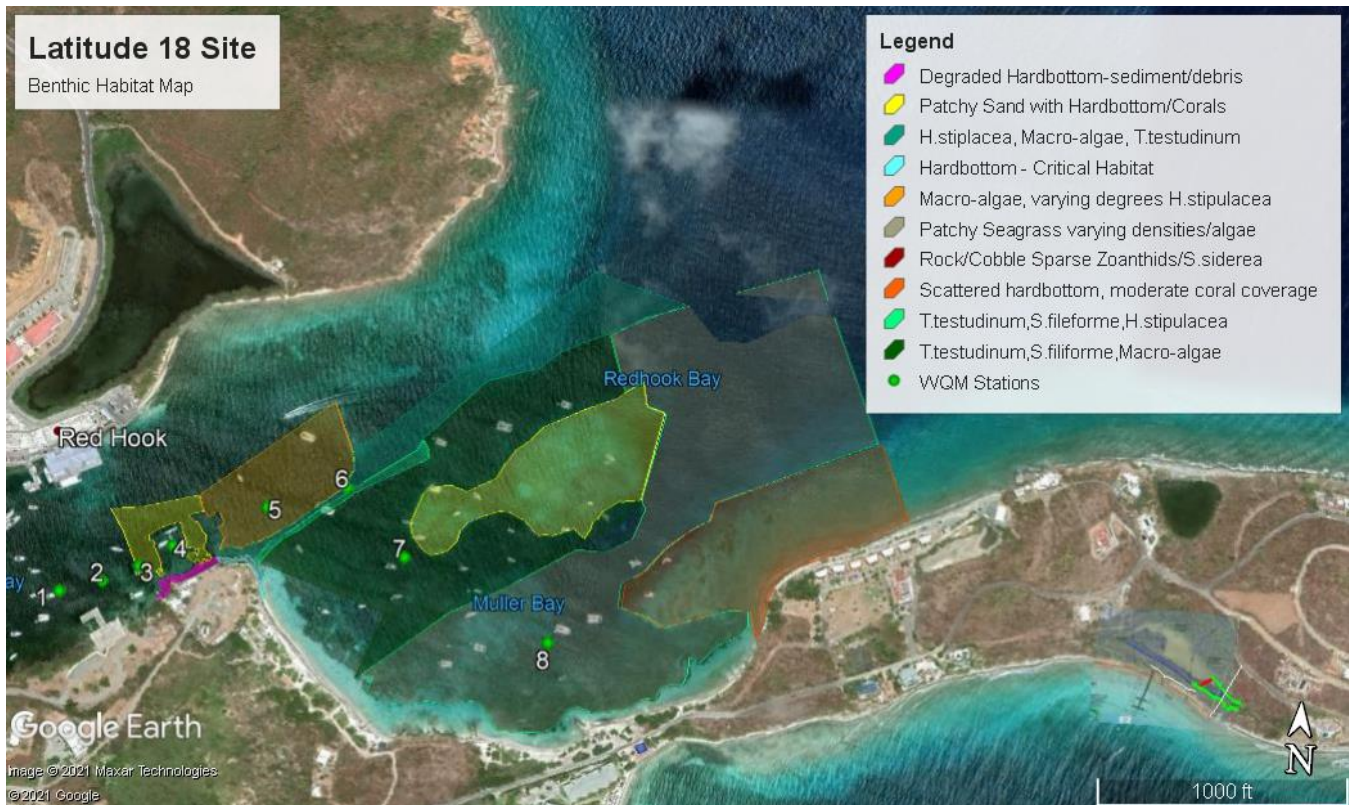 Latitude 18 Site
Benthic Habitat Map
Legend
Degraded Hardbottom-sediment/debris
Patchy Sand with Hardbottom/Corals
H.stiplacea, Macro-algae, T.testudinum
Hardbottom - Critical Habitat
Macro-algae, varying degrees H.stipulacea
Patchy Seagrass varying densities/algae
Rock/Cobble Sparse Zoanthids/S.siderea
Scattered hardbottom, moderate coral coverage
T.testudinum,S.fileforme,H.stipulacea
T.testudinum,S.filiforme,Macro-algae
WQM Stations
Redhook Bay
Red Hook
6
5
4
3
2
1
ay
7
Muller Bay
8
Google Earth
Image © 2021 Maxar Technologies
© 2021 Google
N
1000 ft